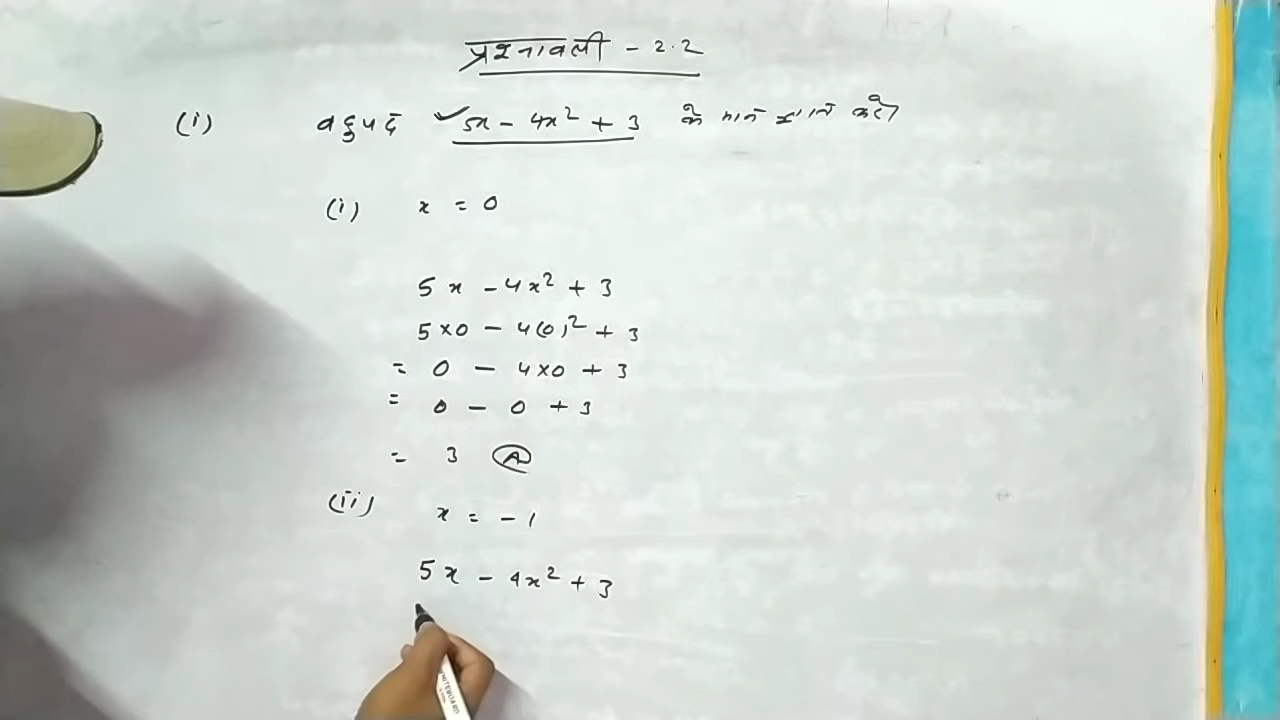 प्रश्नावली - 2.2
(i) बहुपद ✓5x - 4x² + 3 के मान ज्ञात करो
(i) x = 0
5x - 4x² + 3
5×0 - 4(0)² + 3
= 0 - 4×0 + 3
= 0 - 0 + 3
= 3 Ⓐ
(ii) x = -1
5x - 4x² + 3